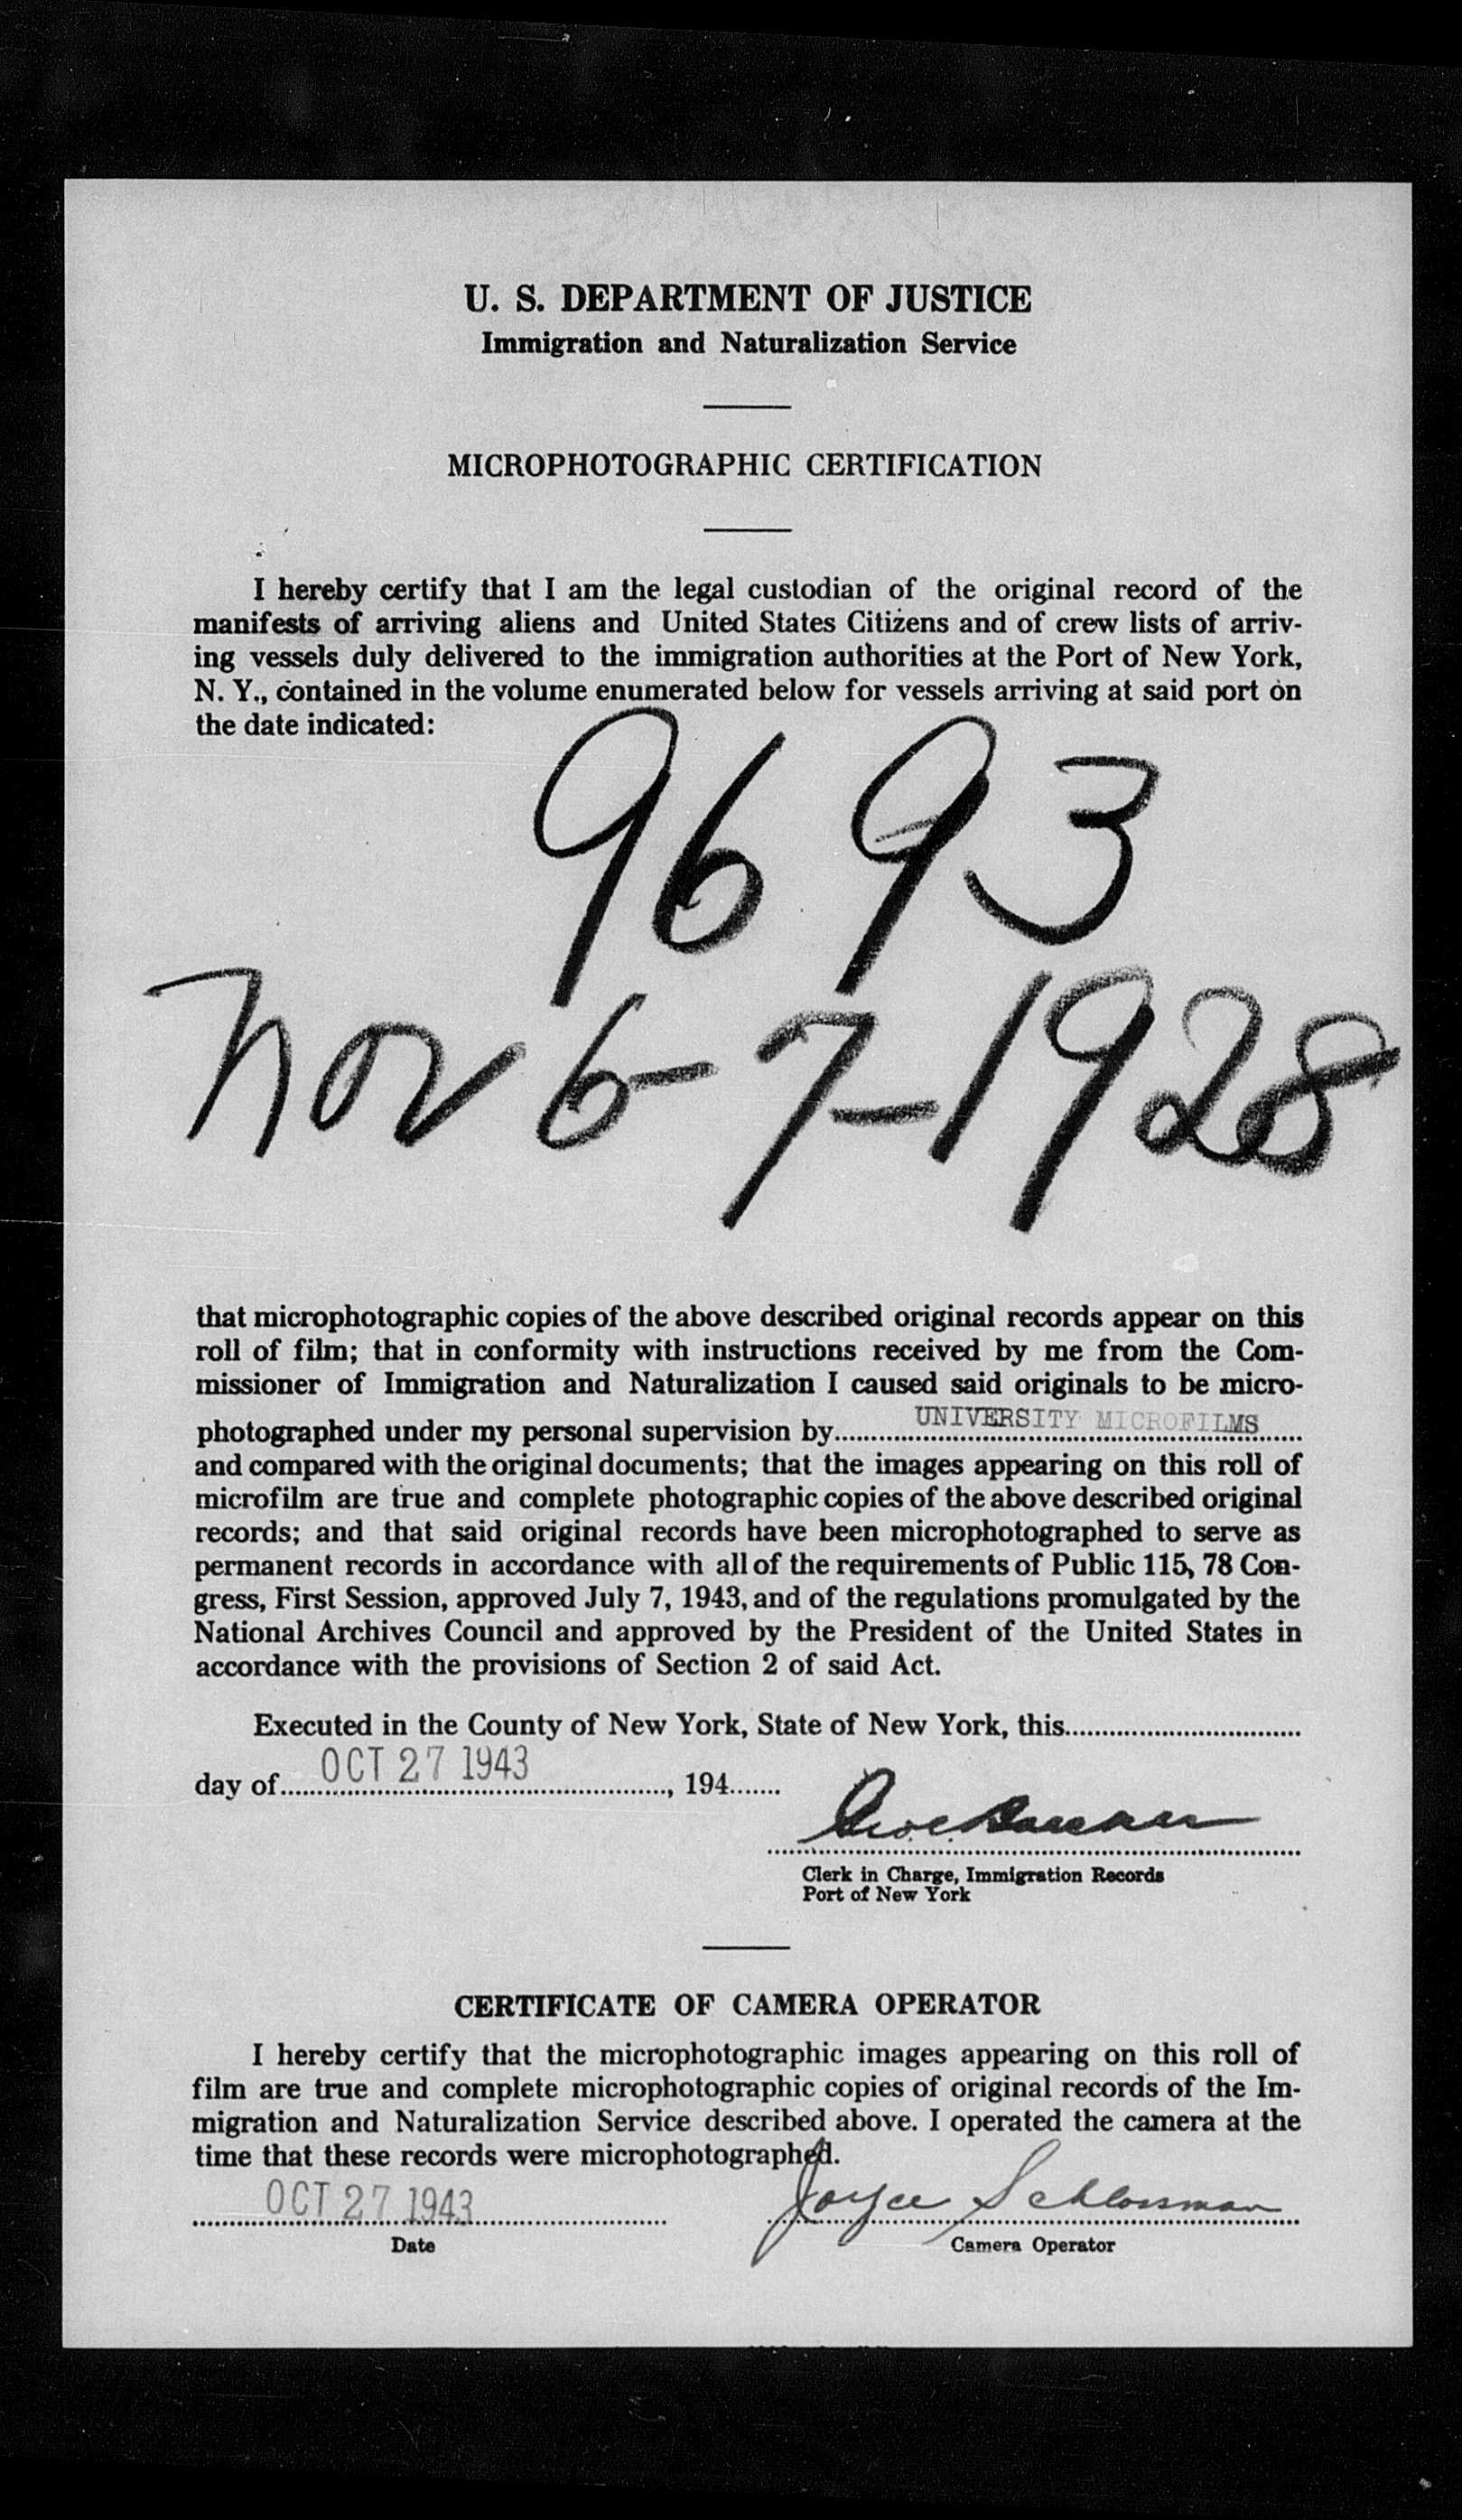 U. S. DEPARTMENT OF JUSTICE
Immigration and Naturalization Service
MICROPHOTOGRAPHIC CERTIFICATION
I hereby certify that I am the legal custodian of the original record of the
manifests of arriving aliens and United States Citizens and of crew lists of arriv-
ing vessels duly delivered to the immigration authorities at the Port of New York,
N. Y., contained in the volume enumerated below for vessels arriving at said port on
the date indicated:
9693
Nov 6-7-1928
that microphotographic copies of the above described original records appear on this
roll of film; that in conformity with instructions received by me from the Com-
missioner of Immigration and Naturalization I caused said originals to be micro-
photographed under my personal supervision by UNIVERSITY MICROFILMS
and compared with the original documents; that the images appearing on this roll of
microfilm are true and complete photographic copies of the above described original
records; and that said original records have been microphotographed to serve as
permanent records in accordance with all of the requirements of Public 115, 78 Con-
gress, First Session, approved July 7, 1943, and of the regulations promulgated by the
National Archives Council and approved by the President of the United States in
accordance with the provisions of Section 2 of said Act.
Executed in the County of New York, State of New York, this
day of OCT 27 1943, 194
Clerk in Charge, Immigration Records
Port of New York
CERTIFICATE OF CAMERA OPERATOR
I hereby certify that the microphotographic images appearing on this roll of
film are true and complete microphotographic copies of original records of the Im-
migration and Naturalization Service described above. I operated the camera at the
time that these records were microphotographed.
OCT 27 1943 Joyce Schlossman
Date Camera Operator